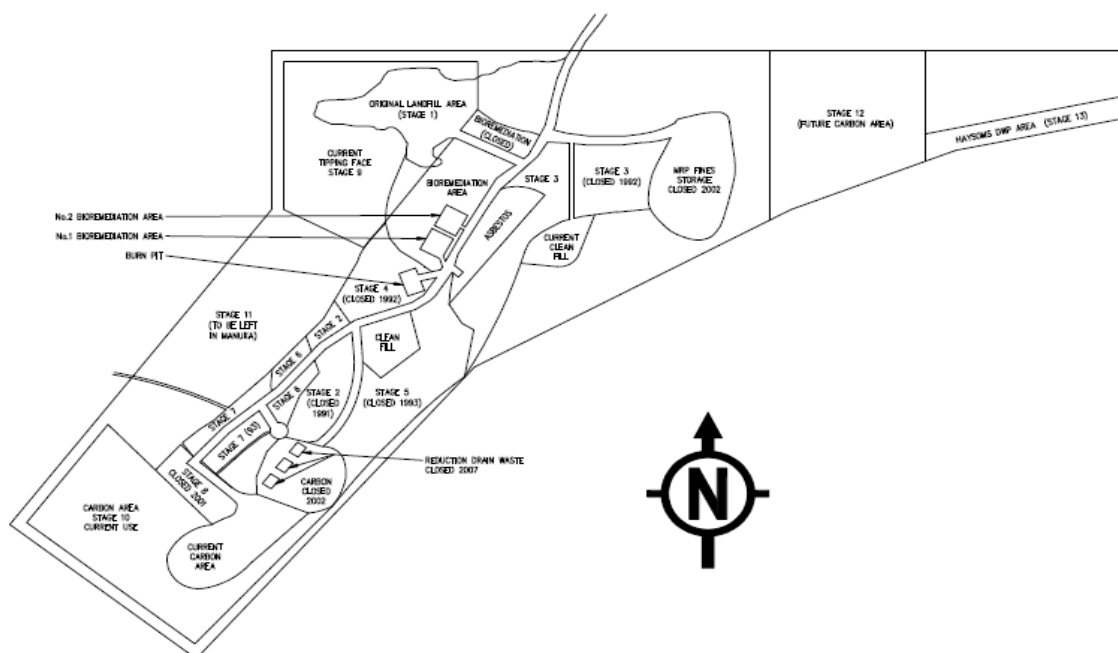 ORIGINAL LANDFILL AREA
(STAGE 1)
BIOREMEDIATION
(CLOSED)
STAGE 12
(FUTURE CARBON AREA)
HAYSOMS DWP AREA (STAGE 13)
CURRENT
TIPPING FACE
STAGE 9
BIOREMEDIATION
AREA
STAGE 3
STAGE 3
(CLOSED 1992)
MRP FINES
STORAGE
CLOSED 2002
No.2 BIOREMEDIATION AREA
No.1 BIOREMEDIATION AREA
BURN PIT
ASBESTOS
CURRENT
CLEAN
FILL
STAGE 4
(CLOSED 1992)
STAGE 11
(TO BE LEFT
IN MANUKA)
STAGE 2
CLEAN
FILL
STAGE 6
STAGE 8
STAGE 2
(CLOSED
1991)
STAGE 5
(CLOSED 1993)
STAGE 7
STAGE 7 (93)
REDUCTION DRAIN WASTE
CLOSED 2007
STAGE 8
CLOSED 2001
CARBON
CLOSED
2002
CARBON AREA
STAGE 10
CURRENT USE
CURRENT
CARBON
AREA
N